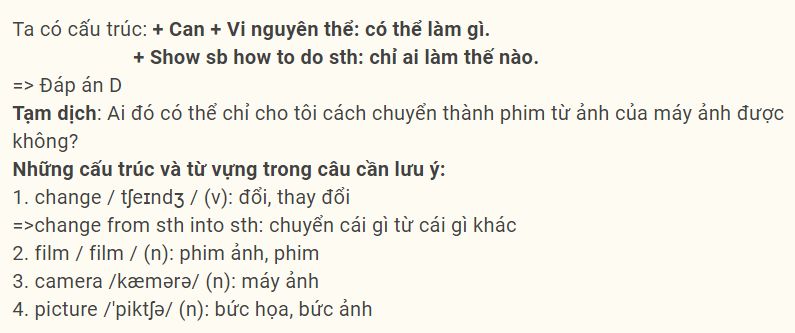 Ta có cấu trúc: + Can + Vi nguyên thể: có thể làm gì.
+ Show sb how to do sth: chỉ ai làm thế nào.
=> Đáp án D
Tạm dịch: Ai đó có thể chỉ cho tôi cách chuyển thành phim từ ảnh của máy ảnh được
không?
Những cấu trúc và từ vựng trong câu cần lưu ý:
1. change / tʃeɪndʒ / (v): đổi, thay đổi
=>change from sth into sth: chuyển cái gì từ cái gì khác
2. film / film / (n): phim ảnh, phim
3. camera /kæmərə/ (n): máy ảnh
4. picture /'piktʃə/ (n): bức họa, bức ảnh